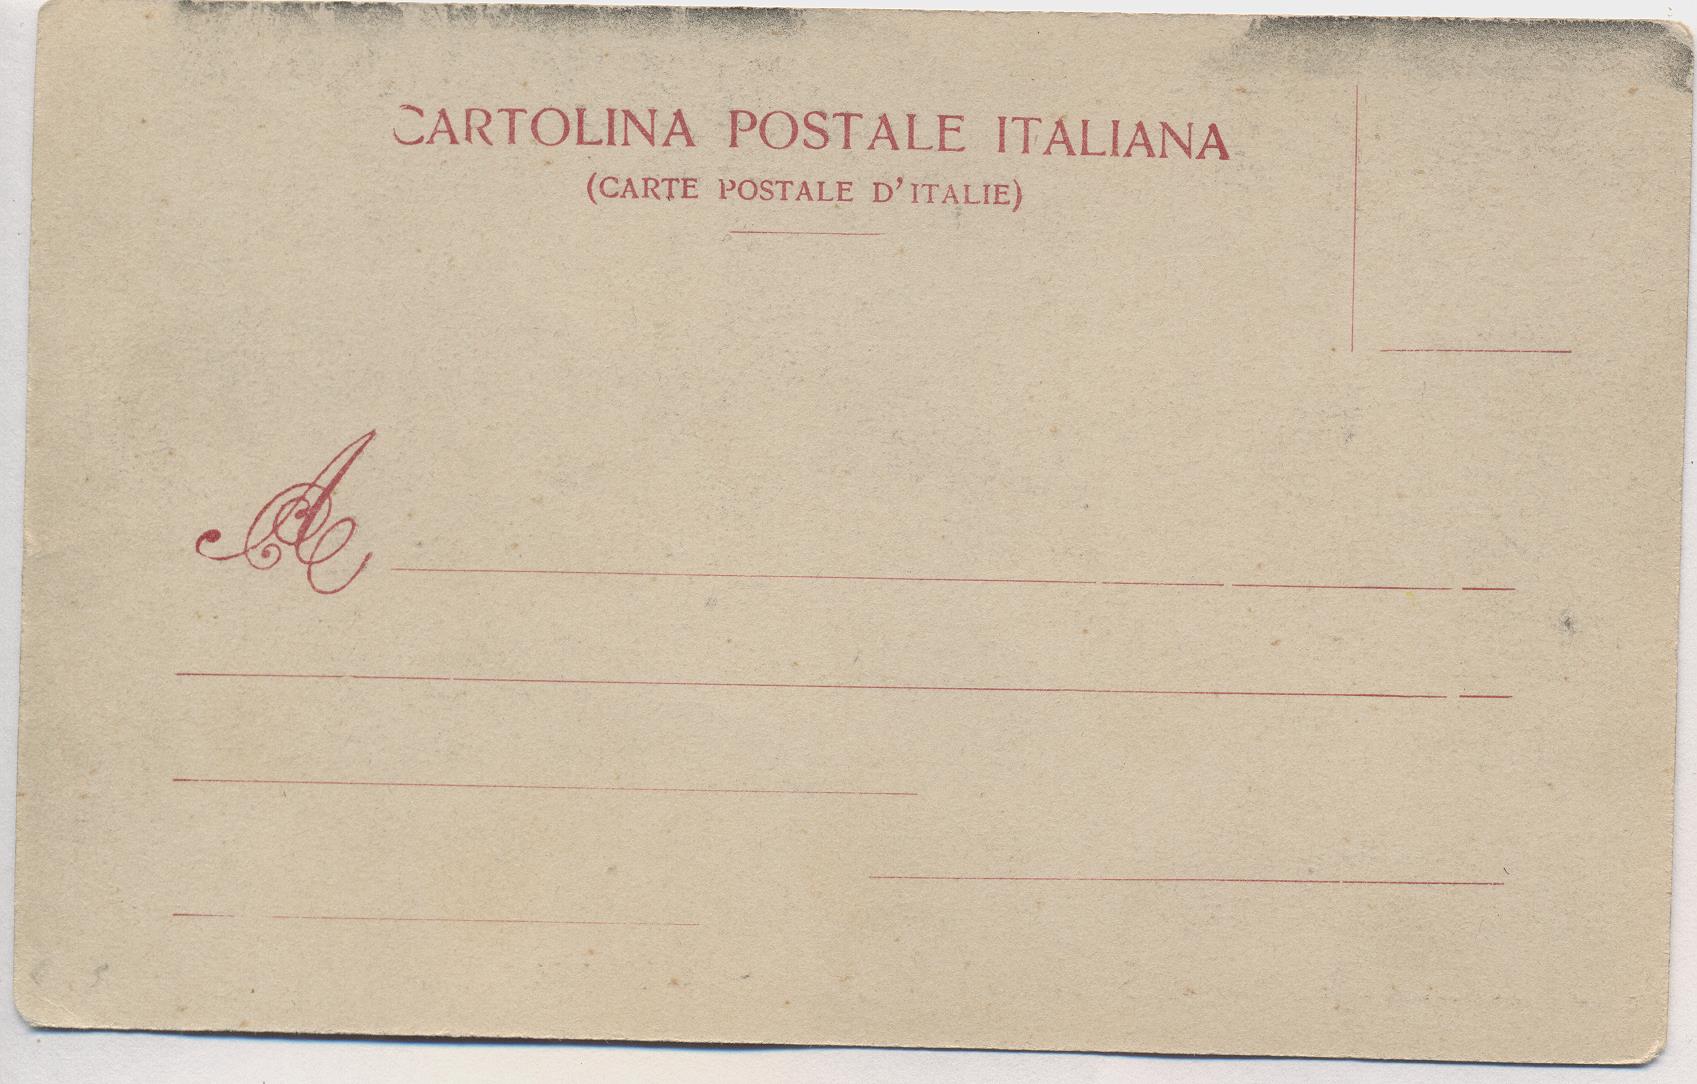 CARTOLINA POSTALE ITALIANA
(CARTE POSTALE D'ITALIE)
A